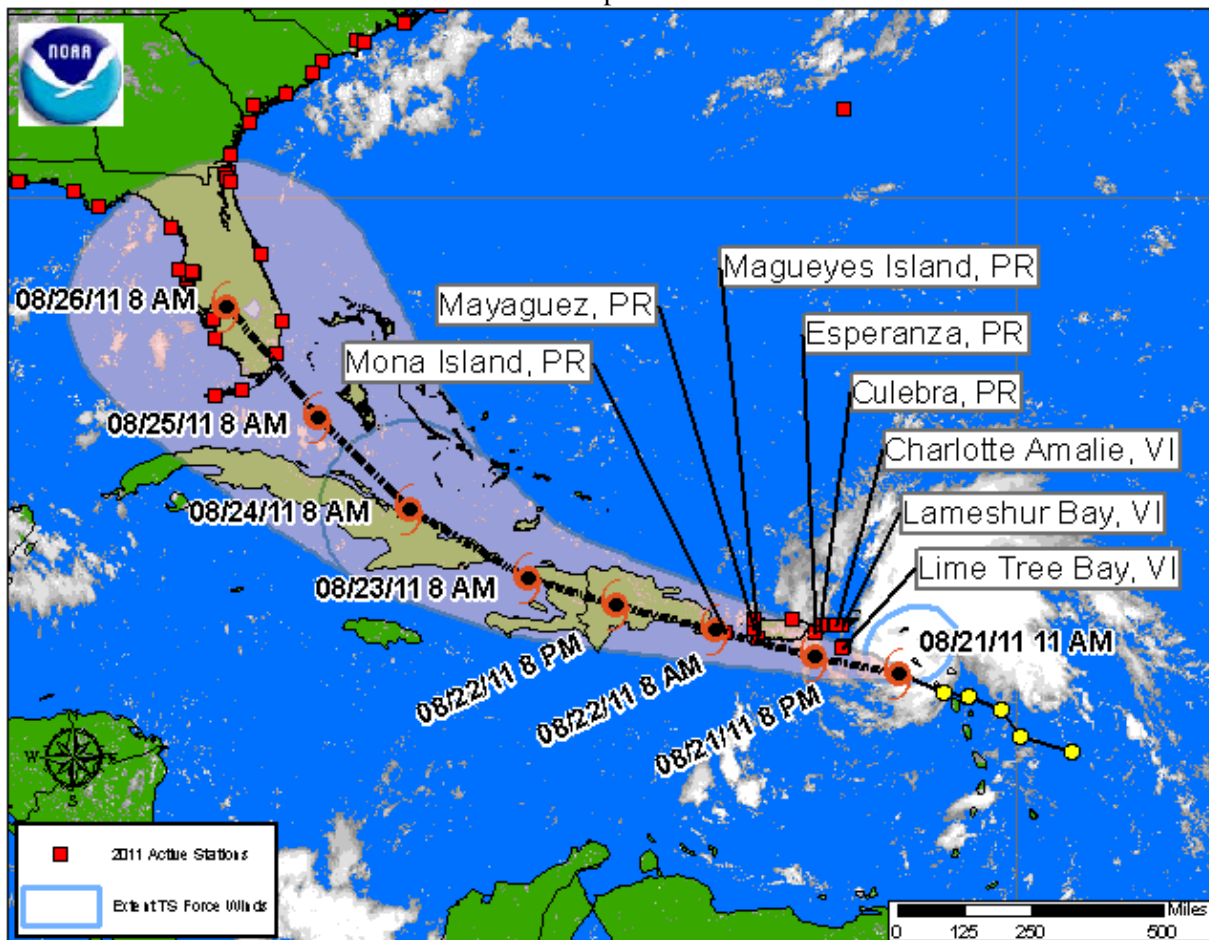 NOAA
Magueyes Island, PR
Mayaguez, PR
Esperanza, PR
Mona Island, PR
Culebra, PR
Charlotte Amalie, VI
Lameshur Bay, VI
Lime Tree Bay, VI
08/26/11 8 AM
08/25/11 8 AM
08/24/11 8 AM
08/23/11 8 AM
08/22/11 8 PM
08/22/11 8 AM
08/21/11 8 PM
08/21/11 11 AM
N
W
E
S
2011 Active Stations
Extent TS Force Winds
Miles
0 125 250 500